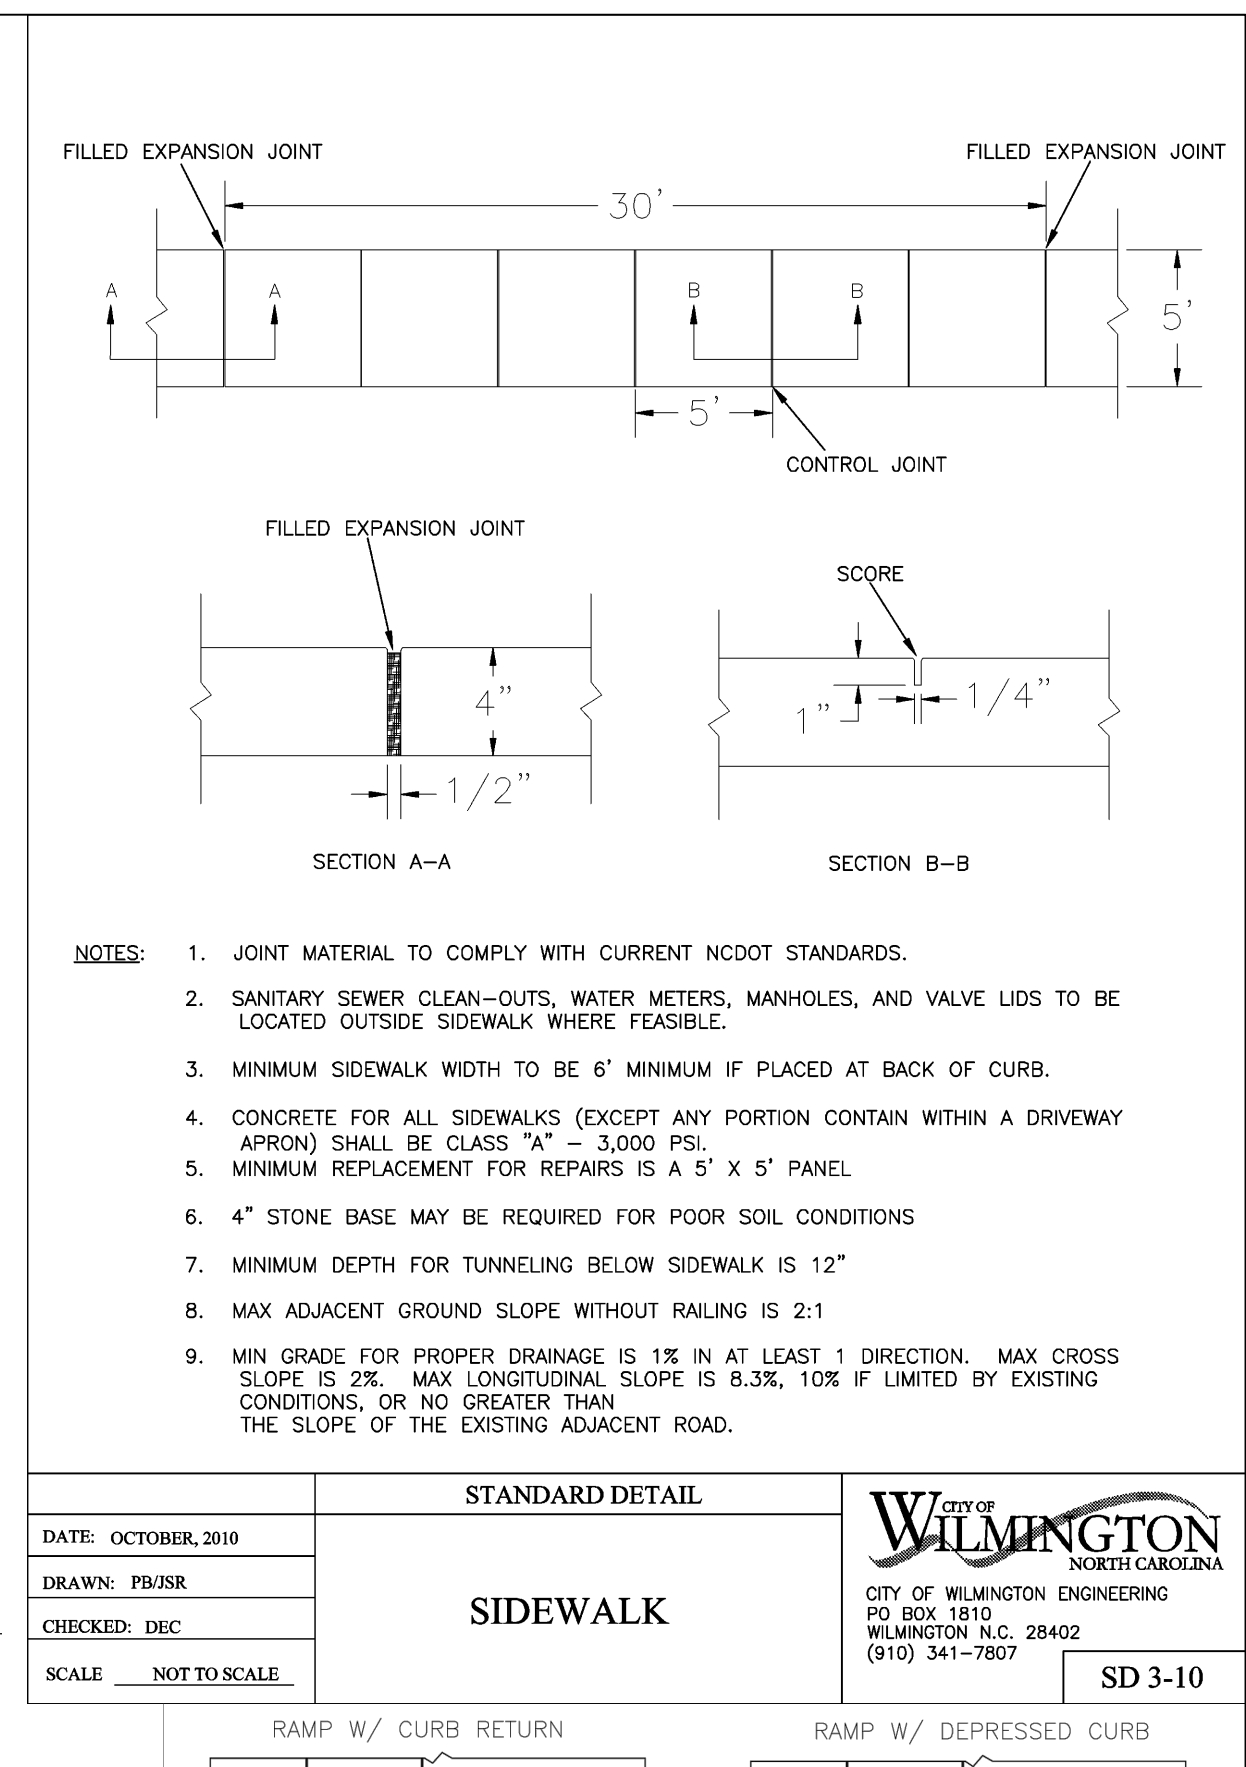 FILLED EXPANSION JOINT
FILLED EXPANSION JOINT
30'
A
A
B
B
5'
5'
CONTROL JOINT
FILLED EXPANSION JOINT
SCORE
4"
1"
1/4"
1/2"
SECTION A–A
SECTION B–B
NOTES: 1. JOINT MATERIAL TO COMPLY WITH CURRENT NCDOT STANDARDS.
2. SANITARY SEWER CLEAN–OUTS, WATER METERS, MANHOLES, AND VALVE LIDS TO BE
LOCATED OUTSIDE SIDEWALK WHERE FEASIBLE.
3. MINIMUM SIDEWALK WIDTH TO BE 6' MINIMUM IF PLACED AT BACK OF CURB.
4. CONCRETE FOR ALL SIDEWALKS (EXCEPT ANY PORTION CONTAIN WITHIN A DRIVEWAY
APRON) SHALL BE CLASS "A" – 3,000 PSI.
5. MINIMUM REPLACEMENT FOR REPAIRS IS A 5' X 5' PANEL
6. 4" STONE BASE MAY BE REQUIRED FOR POOR SOIL CONDITIONS
7. MINIMUM DEPTH FOR TUNNELING BELOW SIDEWALK IS 12"
8. MAX ADJACENT GROUND SLOPE WITHOUT RAILING IS 2:1
9. MIN GRADE FOR PROPER DRAINAGE IS 1% IN AT LEAST 1 DIRECTION. MAX CROSS
SLOPE IS 2%. MAX LONGITUDINAL SLOPE IS 8.3%, 10% IF LIMITED BY EXISTING
CONDITIONS, OR NO GREATER THAN
THE SLOPE OF THE EXISTING ADJACENT ROAD.
STANDARD DETAIL
DATE: OCTOBER, 2010
DRAWN: PB/JSR
CHECKED: DEC
SCALE NOT TO SCALE
SIDEWALK
CITY OF
WILMINGTON
NORTH CAROLINA
CITY OF WILMINGTON ENGINEERING
PO BOX 1810
WILMINGTON N.C. 28402
(910) 341–7807
SD 3-10
RAMP W/ CURB RETURN
RAMP W/ DEPRESSED CURB